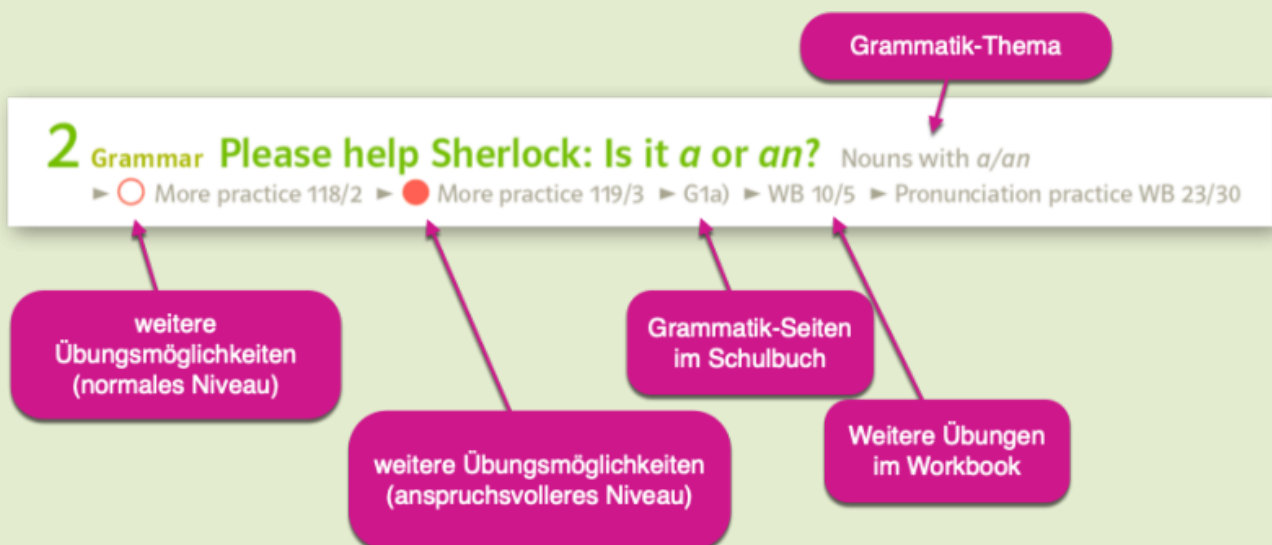 Grammatik-Thema
2 Grammar Please help Sherlock: Is it a or an? Nouns with a/an
► More practice 118/2 ► More practice 119/3 ► G1a) ► WB 10/5 ► Pronunciation practice WB 23/30
weitere
Übungsmöglichkeiten
(normales Niveau)
weitere Übungsmöglichkeiten
(anspruchsvolleres Niveau)
Grammatik-Seiten
im Schulbuch
Weitere Übungen
im Workbook